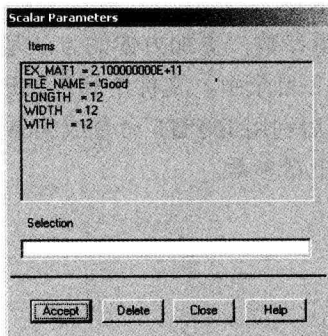 Scalar Parameters
Items
EX_MAT1 = 2.100000000E+11
FILE_NAME = 'Good '
LENGTH = 12
WIDTH = 12
WITH = 12
Selection
Accept Delete Close Help